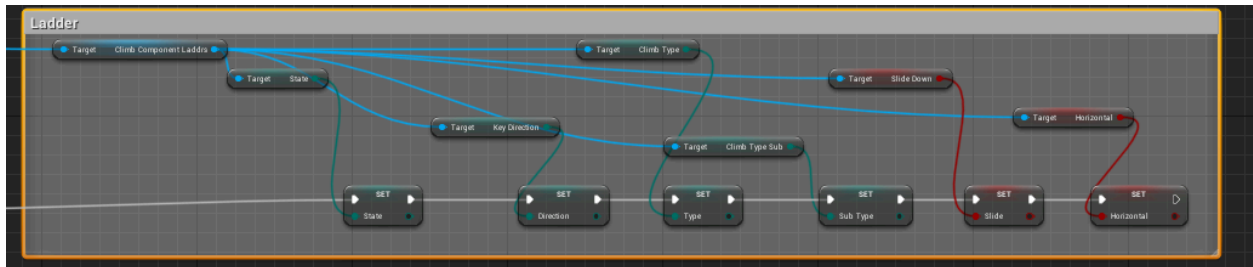 Ladder
Target Climb Component Laddrs
Target Climb Type
Target State
Target Slide Down
Target Key Direction
Target Horizontal
Target Climb Type Sub
SET
State
SET
Direction
SET
Type
SET
Sub Type
SET
Slide
SET
Horizontal